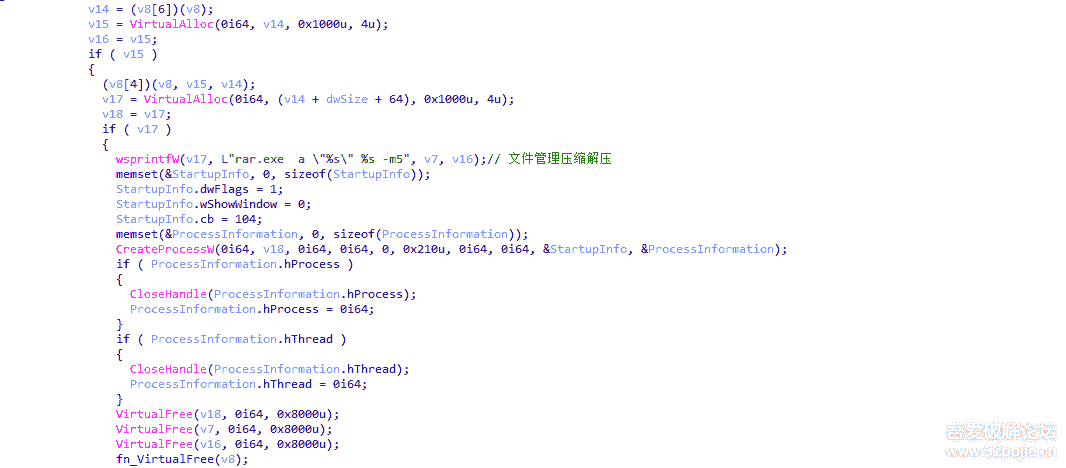 v14 = (v8[6])(v8);
v15 = VirtualAlloc(0i64, v14, 0x1000u, 4u);
v16 = v15;
if ( v15 )
{
(v8[4])(v8, v15, v14);
v17 = VirtualAlloc(0i64, (v14 + dwSize + 64), 0x1000u, 4u);
v18 = v17;
if ( v17 )
{
wsprintfW(v17, L"rar.exe  a \"%s\" %s -m5", v7, v16);// 文件管理压缩解压
memset(&StartupInfo, 0, sizeof(StartupInfo));
StartupInfo.dwFlags = 1;
StartupInfo.wShowWindow = 0;
StartupInfo.cb = 104;
memset(&ProcessInformation, 0, sizeof(ProcessInformation));
CreateProcessW(0i64, v18, 0i64, 0i64, 0, 0x210u, 0i64, 0i64, &StartupInfo, &ProcessInformation);
if ( ProcessInformation.hProcess )
{
CloseHandle(ProcessInformation.hProcess);
ProcessInformation.hProcess = 0i64;
}
if ( ProcessInformation.hThread )
{
CloseHandle(ProcessInformation.hThread);
ProcessInformation.hThread = 0i64;
}
VirtualFree(v18, 0i64, 0x8000u);
VirtualFree(v7, 0i64, 0x8000u);
VirtualFree(v16, 0i64, 0x8000u);
fn_VirtualFree(v8);
吾爱破解论坛
www.52pojie.cn